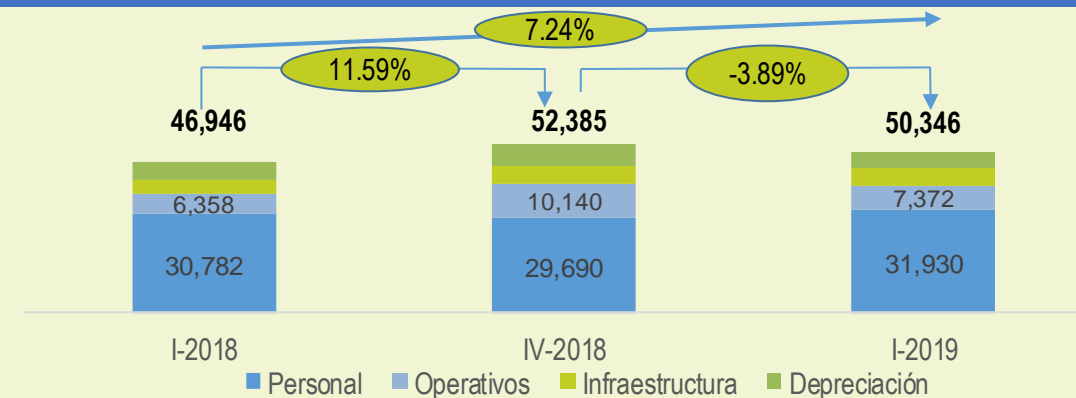 7.24%
11.59%
-3.89%
46,946
52,385
50,346
6,358
10,140
7,372
30,782
29,690
31,930
I-2018
IV-2018
I-2019
Personal
Operativos
Infraestructura
Depreciación